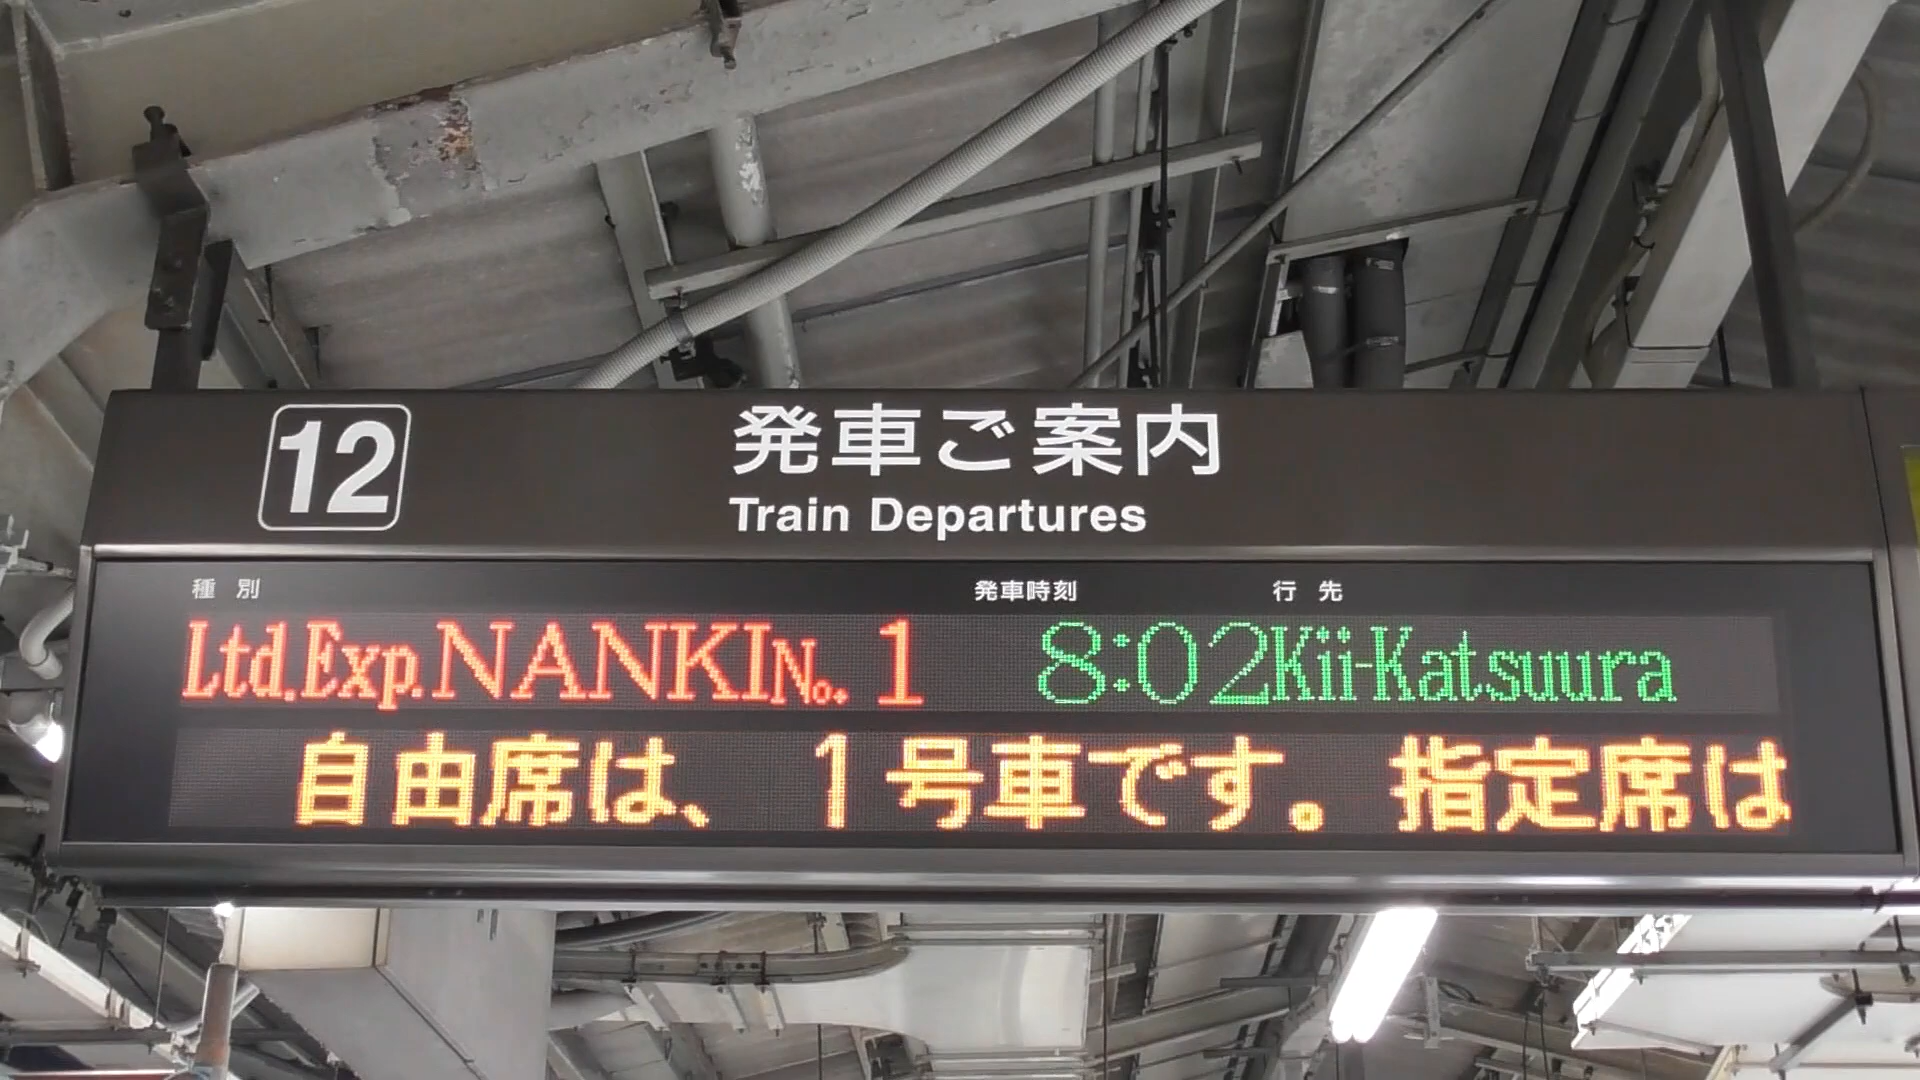 12
発車ご案内
Train Departures
種別 発車時刻 行先
Ltd.Exp.NANKI No.1 8:02 Kii-Katsuura
自由席は、1号車です。指定席は